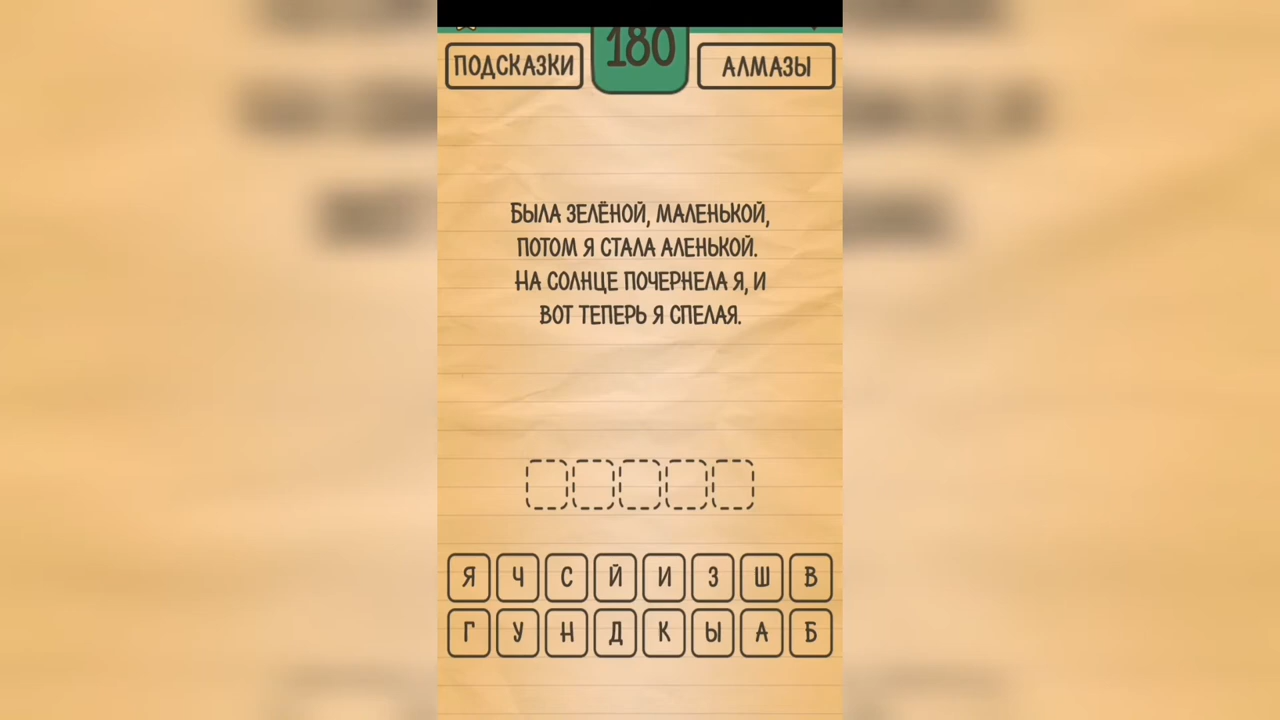 180
ПОДСКАЗКИ
АЛМАЗЫ
БЫЛА ЗЕЛЁНОЙ, МАЛЕНЬКОЙ,
ПОТОМ Я СТАЛА АЛЕНЬКОЙ.
НА СОЛНЦЕ ПОЧЕРНЕЛА Я, И
ВОТ ТЕПЕРЬ Я СПЕЛАЯ.
Я Ч С Й И З Ш В
Г У Н Д К Ы А Б